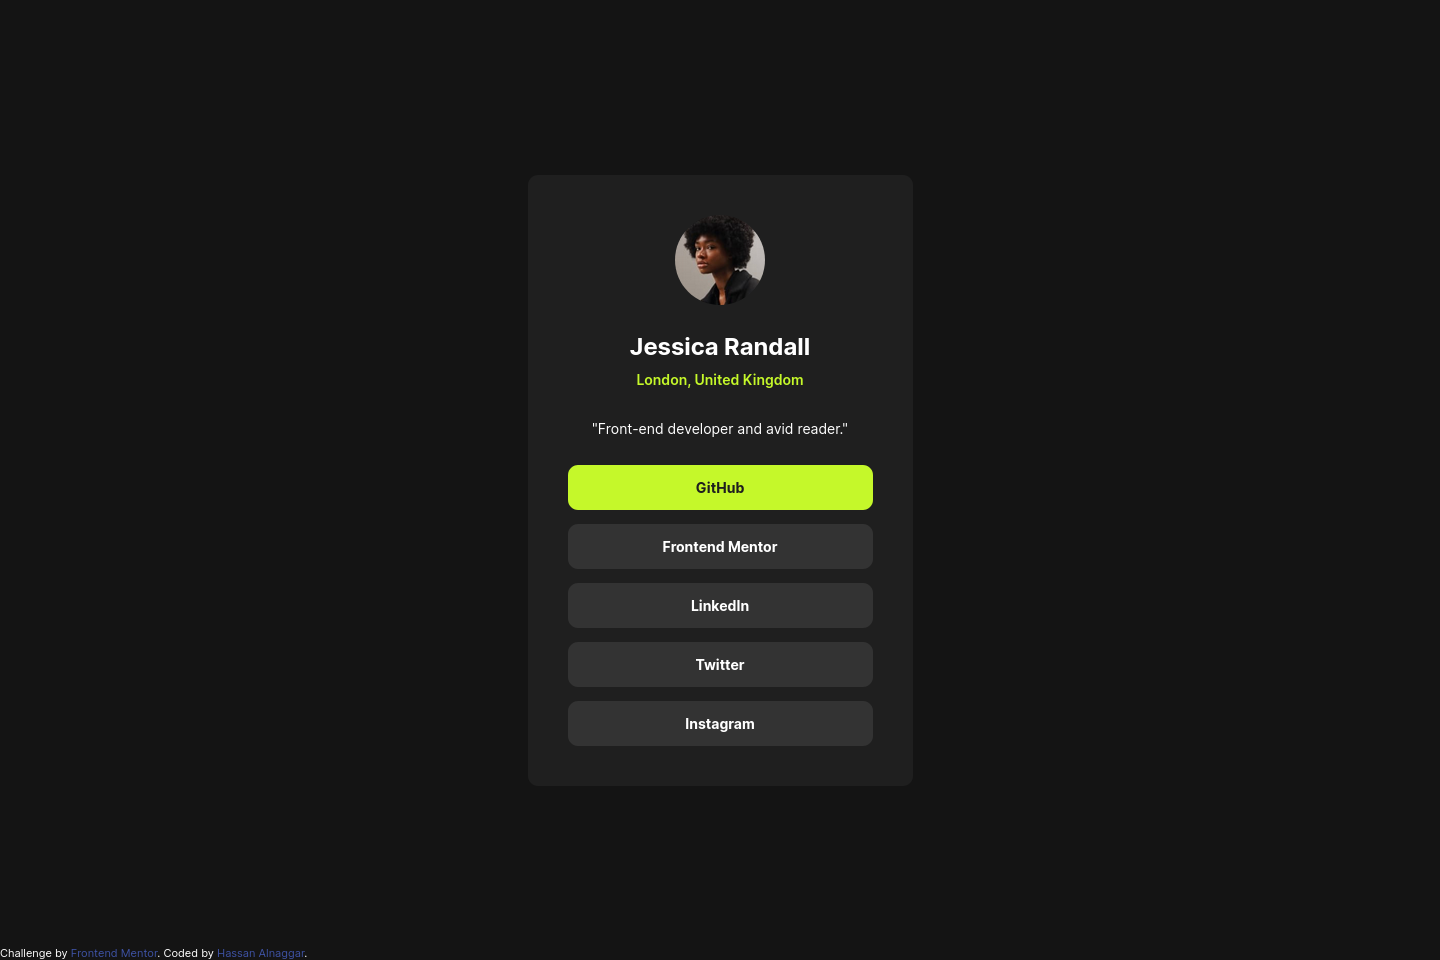 Jessica Randall
London, United Kingdom
"Front-end developer and avid reader."
GitHub
Frontend Mentor
LinkedIn
Twitter
Instagram
Challenge by Frontend Mentor. Coded by Hassan Alnaggar.